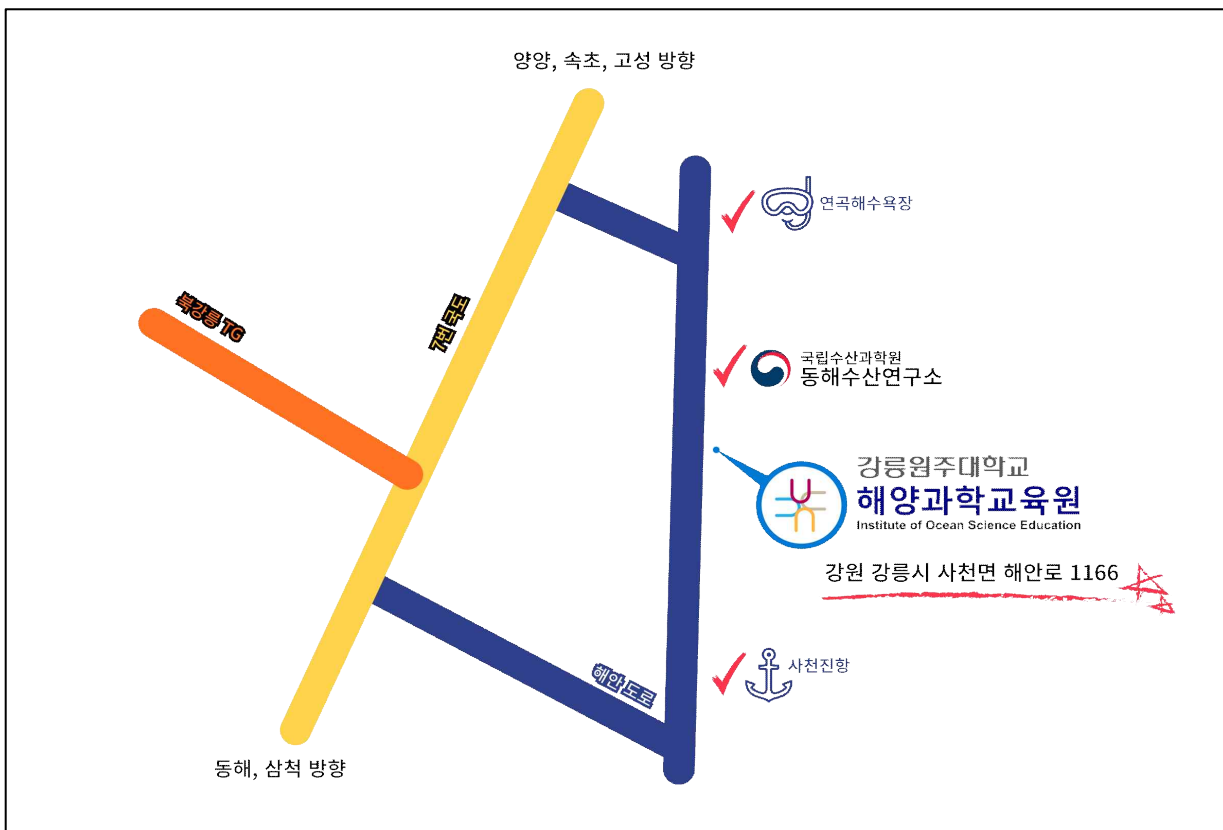 양양, 속초, 고성 방향
연곡해수욕장
북강릉 TG
7번 국도
국립수산과학원
동해수산연구소
강릉원주대학교
해양과학교육원
Institute of Ocean Science Education
강원 강릉시 사천면 해안로 1166
해안 도로
사천진항
동해, 삼척 방향